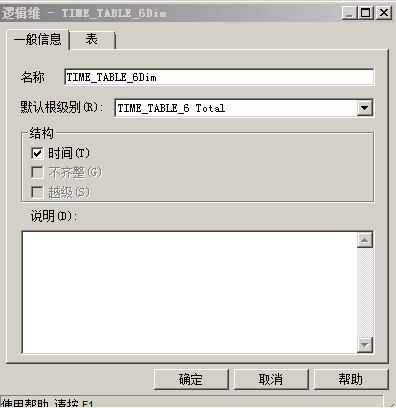 逻辑维 - TIME_TABLE_6Dim
一般信息 表
名称 TIME_TABLE_6Dim
默认根级别(R): TIME_TABLE_6 Total
结构
时间(T)
不齐整(G)
越级(S)
说明(D):
确定 取消 帮助
使用帮助,请按 F1